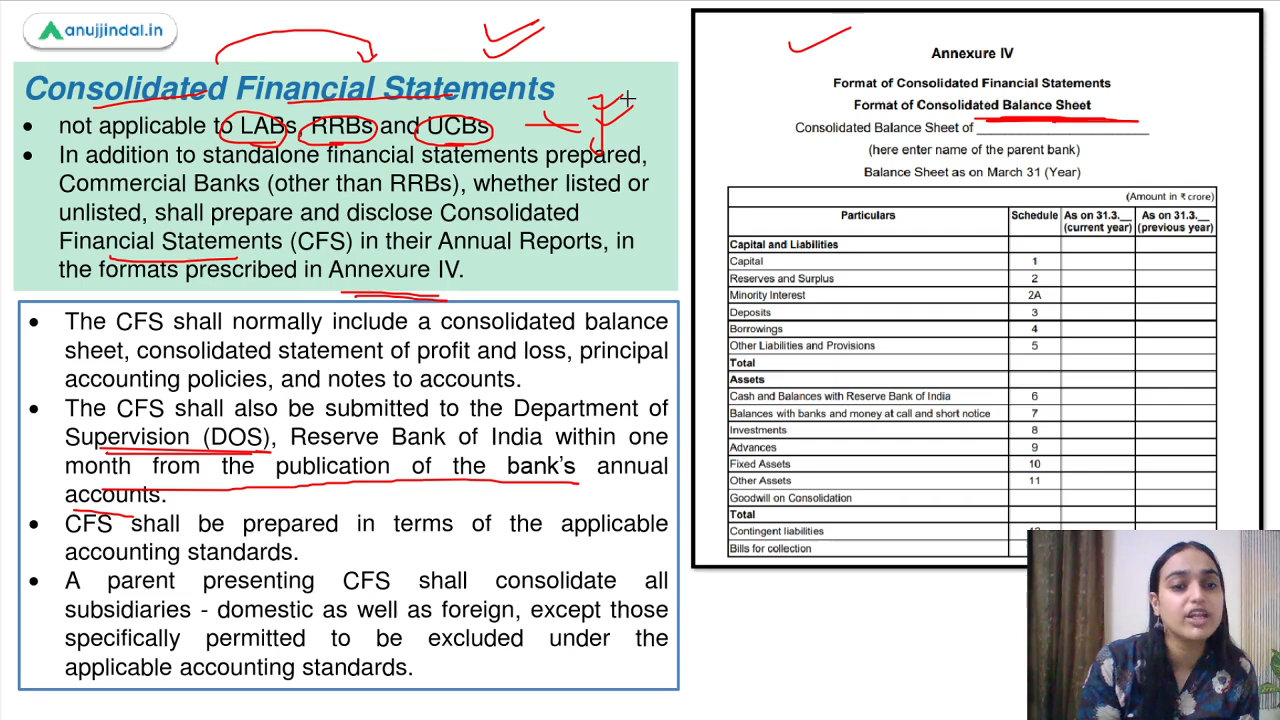 anujjindal.in
Consolidated Financial Statements
• not applicable to LABs, RRBs and UCBs
• In addition to standalone financial statements prepared,
Commercial Banks (other than RRBs), whether listed or
unlisted, shall prepare and disclose Consolidated
Financial Statements (CFS) in their Annual Reports, in
the formats prescribed in Annexure IV.
• The CFS shall normally include a consolidated balance
sheet, consolidated statement of profit and loss, principal
accounting policies, and notes to accounts.
• The CFS shall also be submitted to the Department of
Supervision (DOS), Reserve Bank of India within one
month from the publication of the bank's annual
accounts.
• CFS shall be prepared in terms of the applicable
accounting standards.
• A parent presenting CFS shall consolidate all
subsidiaries - domestic as well as foreign, except those
specifically permitted to be excluded under the
applicable accounting standards.
Annexure IV
Format of Consolidated Financial Statements
Format of Consolidated Balance Sheet
Consolidated Balance Sheet of ____________________
(here enter name of the parent bank)
Balance Sheet as on March 31 (Year)
(Amount in ₹ crore)
Particulars Schedule As on 31.3.__ (current year) As on 31.3.__ (previous year)
Capital and Liabilities
Capital 1
Reserves and Surplus 2
Minority Interest 2A
Deposits 3
Borrowings 4
Other Liabilities and Provisions 5
Total
Assets
Cash and Balances with Reserve Bank of India 6
Balances with banks and money at call and short notice 7
Investments 8
Advances 9
Fixed Assets 10
Other Assets 11
Goodwill on Consolidation
Total
Contingent liabilities
Bills for collection